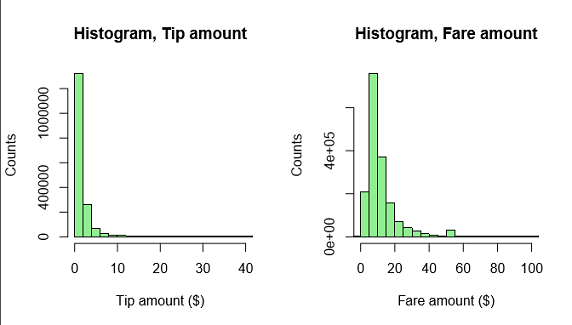 Histogram, Tip amount
Counts
0
400000
1000000
0
10
20
30
40
Tip amount ($)
Histogram, Fare amount
Counts
0e+00
4e+05
0
20
40
60
80
100
Fare amount ($)